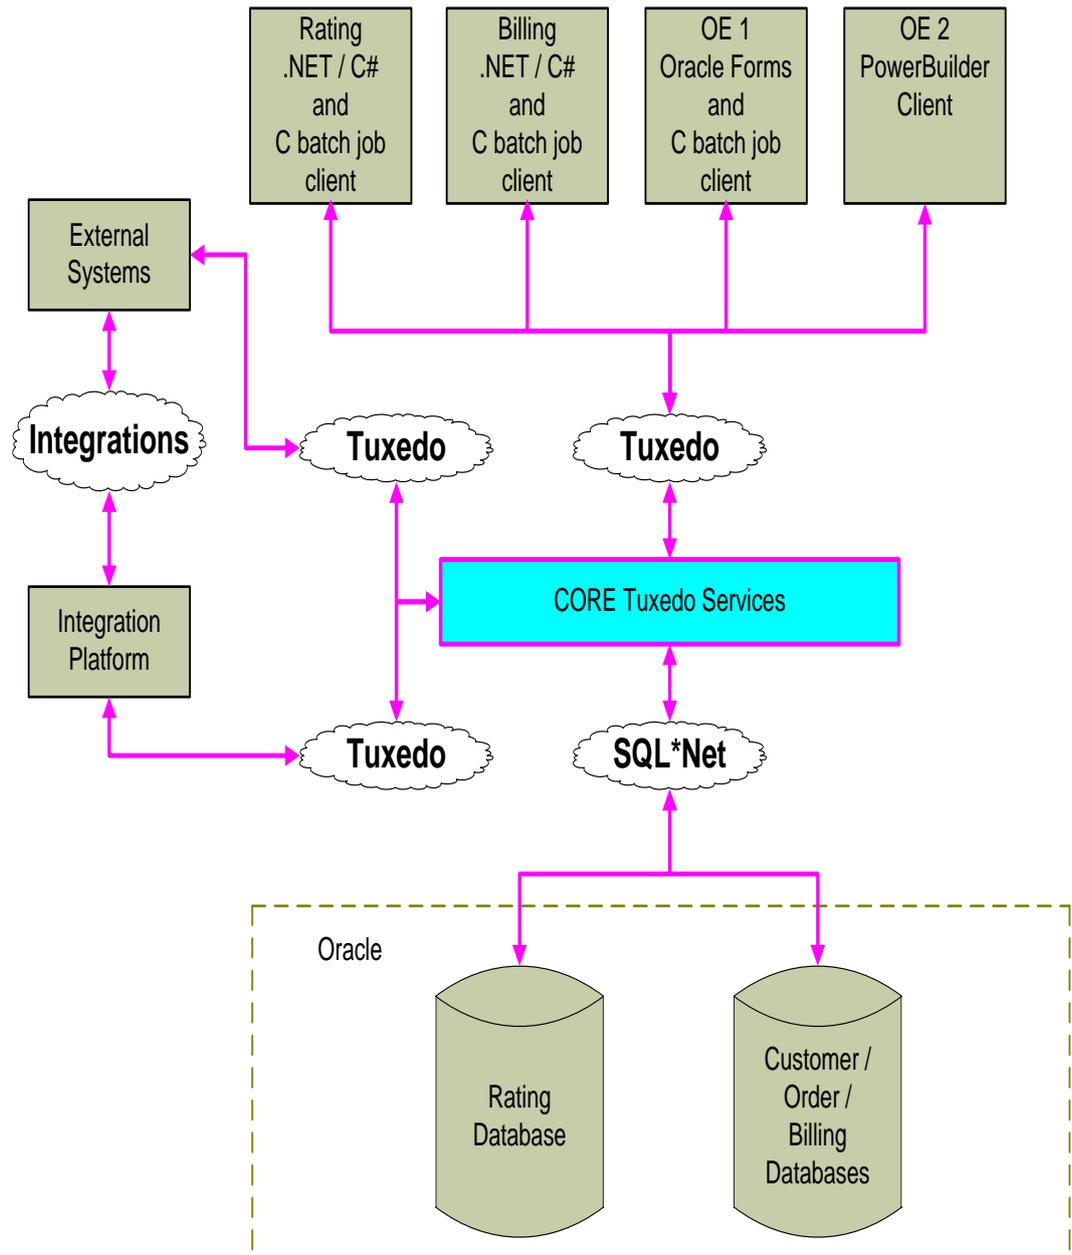 Rating
.NET / C#
and
C batch job
client
Billing
.NET / C#
and
C batch job
client
OE 1
Oracle Forms
and
C batch job
client
OE 2
PowerBuilder
Client
External
Systems
Integrations
Tuxedo
Tuxedo
CORE Tuxedo Services
Integration
Platform
Tuxedo
SQL*Net
Oracle
Rating
Database
Customer /
Order /
Billing
Databases